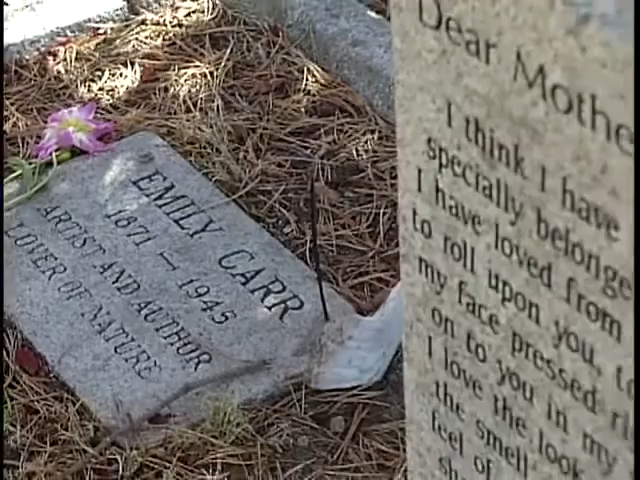 EMILY CARR
1871 — 1945
ARTIST AND AUTHOR
LOVER OF NATURE
Dear Mothe
I think I have
specially belonge
I have loved from
to roll upon you, to
my face pressed ri
on to you in my
I love the look
the smell
feel of